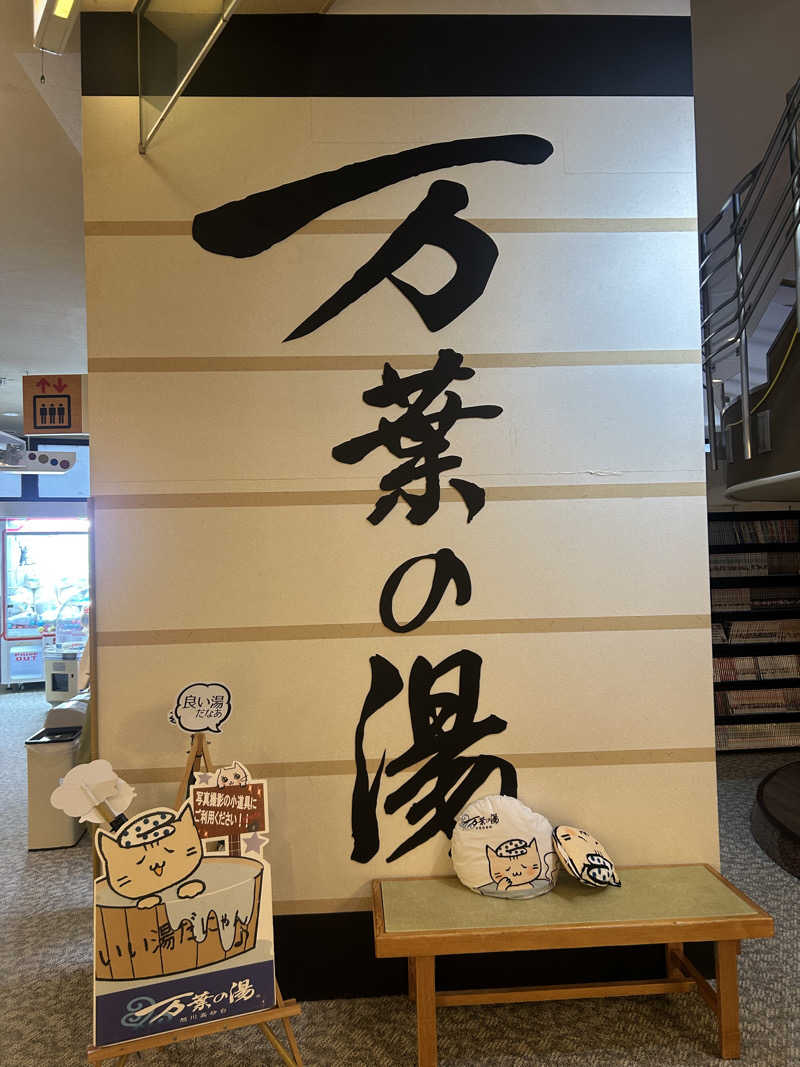 万葉の湯
良い湯
だなあ
写真撮影の小道具に
ご利用ください!!
いい湯だにゃ♪
万葉の湯
旭川高砂台
万葉の湯